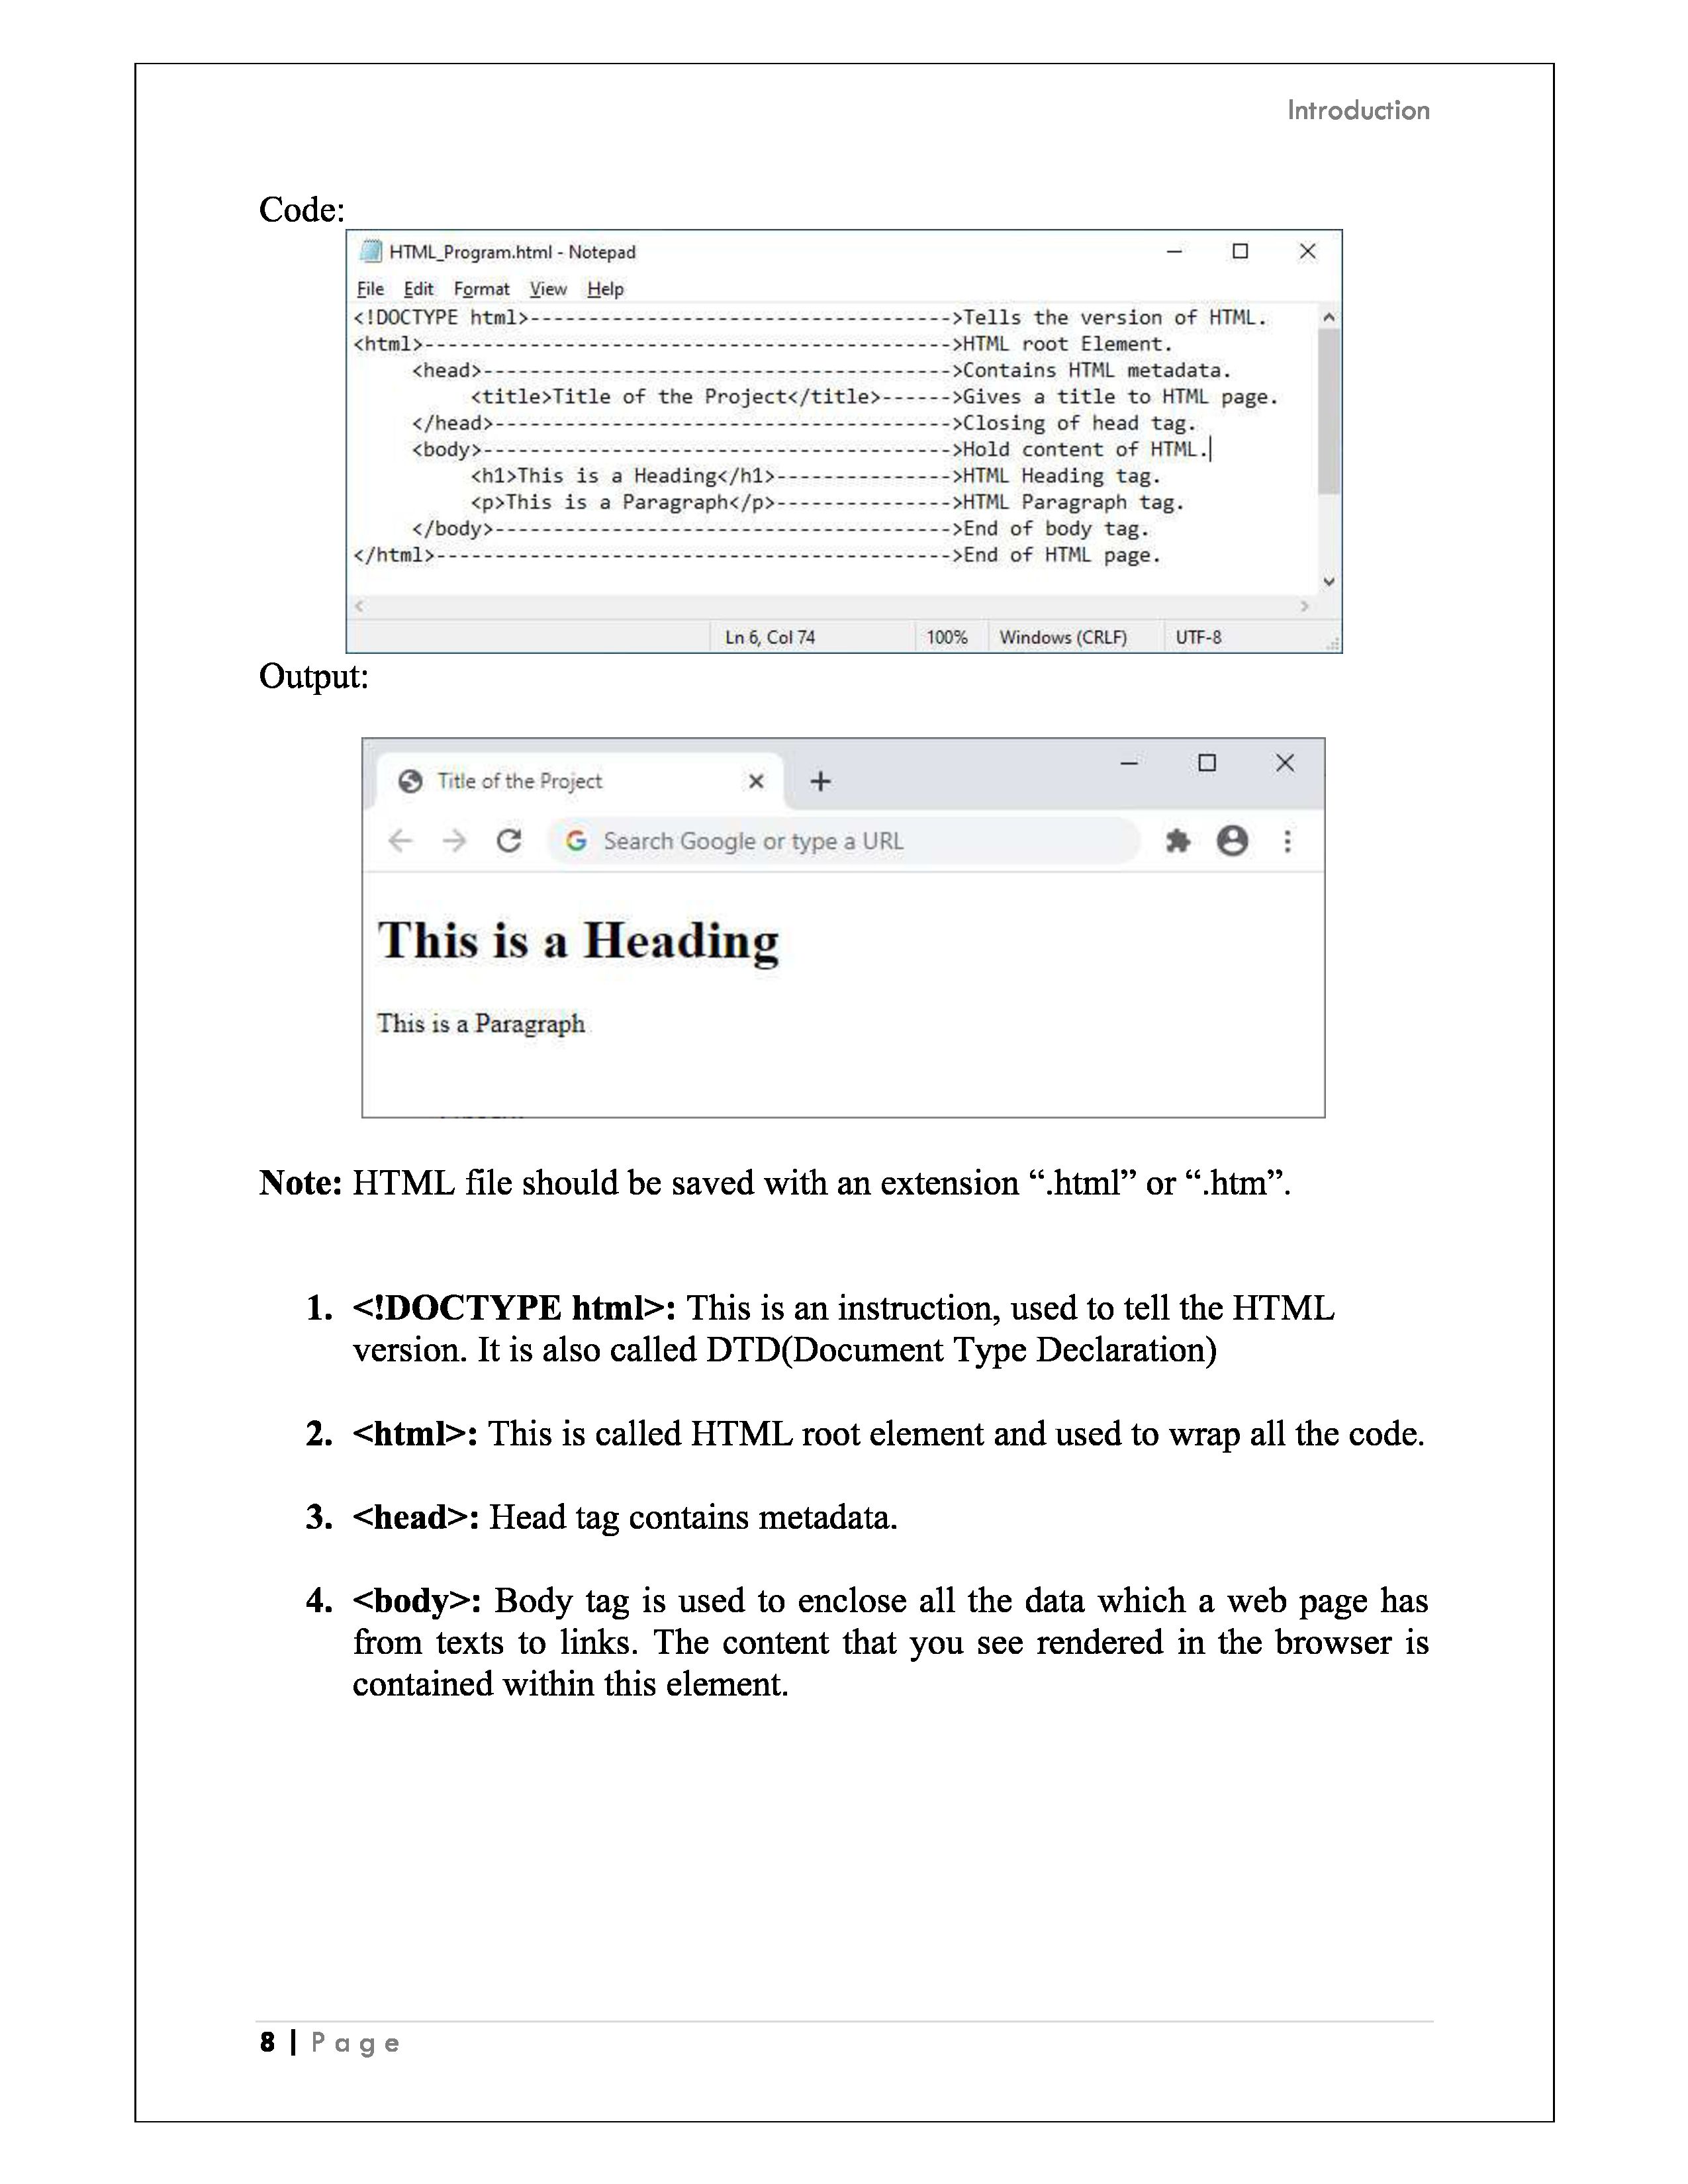 Introduction
Code:
HTML_Program.html - Notepad
File Edit Format View Help
<!DOCTYPE html>------------------------------------>Tells the version of HTML.
<html>--------------------------------------------->HTML root Element.
     <head>---------------------------------------->Contains HTML metadata.
          <title>Title of the Project</title>------>Gives a title to HTML page.
     </head>--------------------------------------->Closing of head tag.
     <body>---------------------------------------->Hold content of HTML.
          <h1>This is a Heading</h1>--------------->HTML Heading tag.
          <p>This is a Paragraph</p>--------------->HTML Paragraph tag.
     </body>--------------------------------------->End of body tag.
</html>-------------------------------------------->End of HTML page.
Ln 6, Col 74 100% Windows (CRLF) UTF-8
Output:
Title of the Project
Search Google or type a URL
This is a Heading
This is a Paragraph
Note: HTML file should be saved with an extension “.html” or “.htm”.
1. <!DOCTYPE html>: This is an instruction, used to tell the HTML
version. It is also called DTD(Document Type Declaration)
2. <html>: This is called HTML root element and used to wrap all the code.
3. <head>: Head tag contains metadata.
4. <body>: Body tag is used to enclose all the data which a web page has
from texts to links. The content that you see rendered in the browser is
contained within this element.
8 | Page